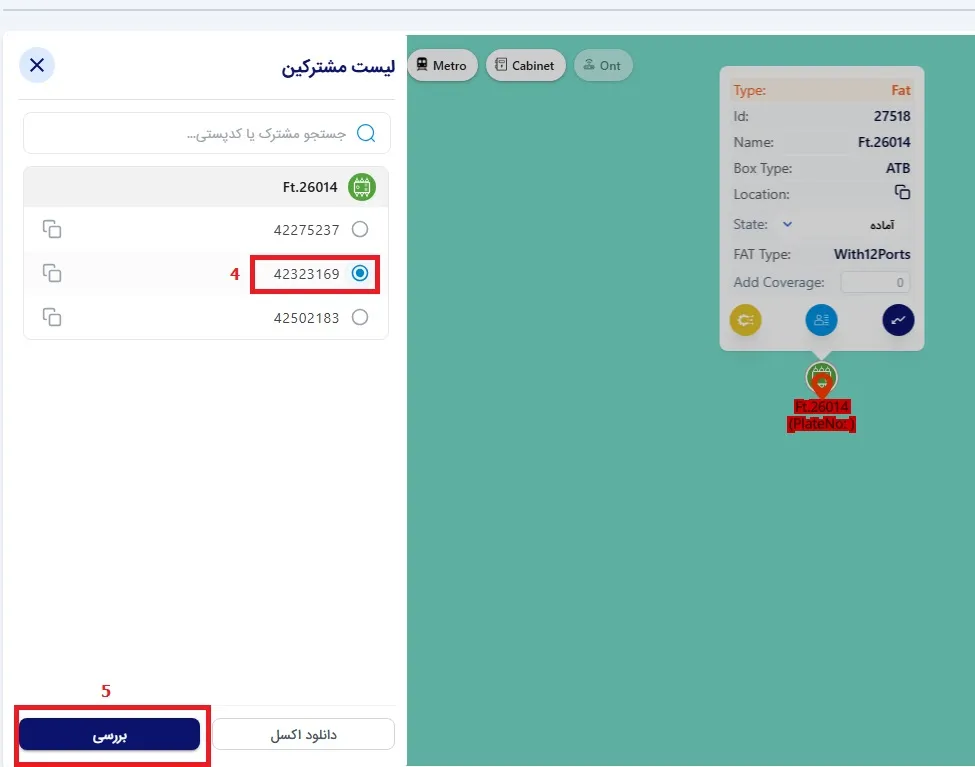 لیست مشترکین
جستجو مشترک یا کدپستی...
Ft.26014
42275237
4
42323169
42502183
5
بررسی
دانلود اکسل
Metro
Cabinet
Ont
Type: Fat
Id: 27518
Name: Ft.26014
Box Type: ATB
Location:
State: آماده
FAT Type: With12Ports
Add Coverage: 0
Ft.26014
(PlateNo: )